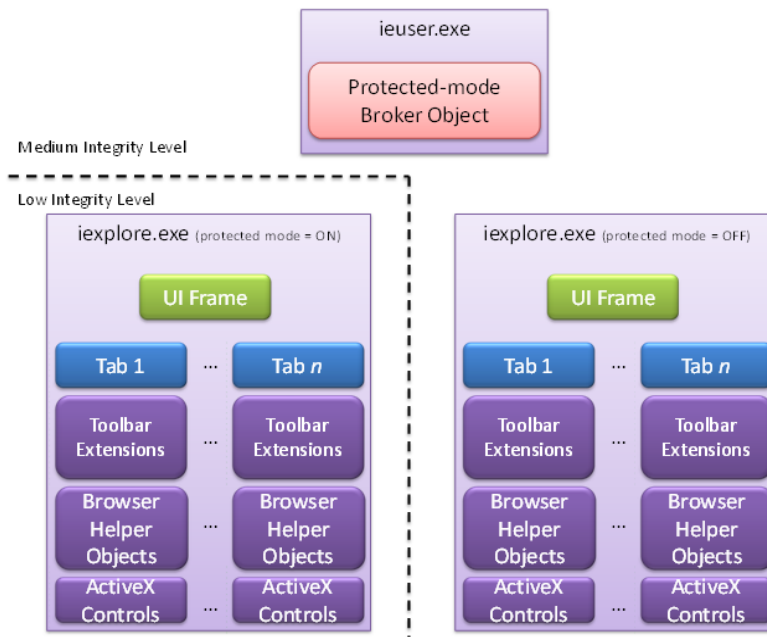 ieuser.exe
Protected-mode
Broker Object
Medium Integrity Level
Low Integrity Level
iexplore.exe (protected mode = ON)
UI Frame
Tab 1 ... Tab n
Toolbar
Extensions
...
Toolbar
Extensions
Browser
Helper
Objects
...
Browser
Helper
Objects
ActiveX
Controls
...
ActiveX
Controls
iexplore.exe (protected mode = OFF)
UI Frame
Tab 1 ... Tab n
Toolbar
Extensions
...
Toolbar
Extensions
Browser
Helper
Objects
...
Browser
Helper
Objects
ActiveX
Controls
...
ActiveX
Controls